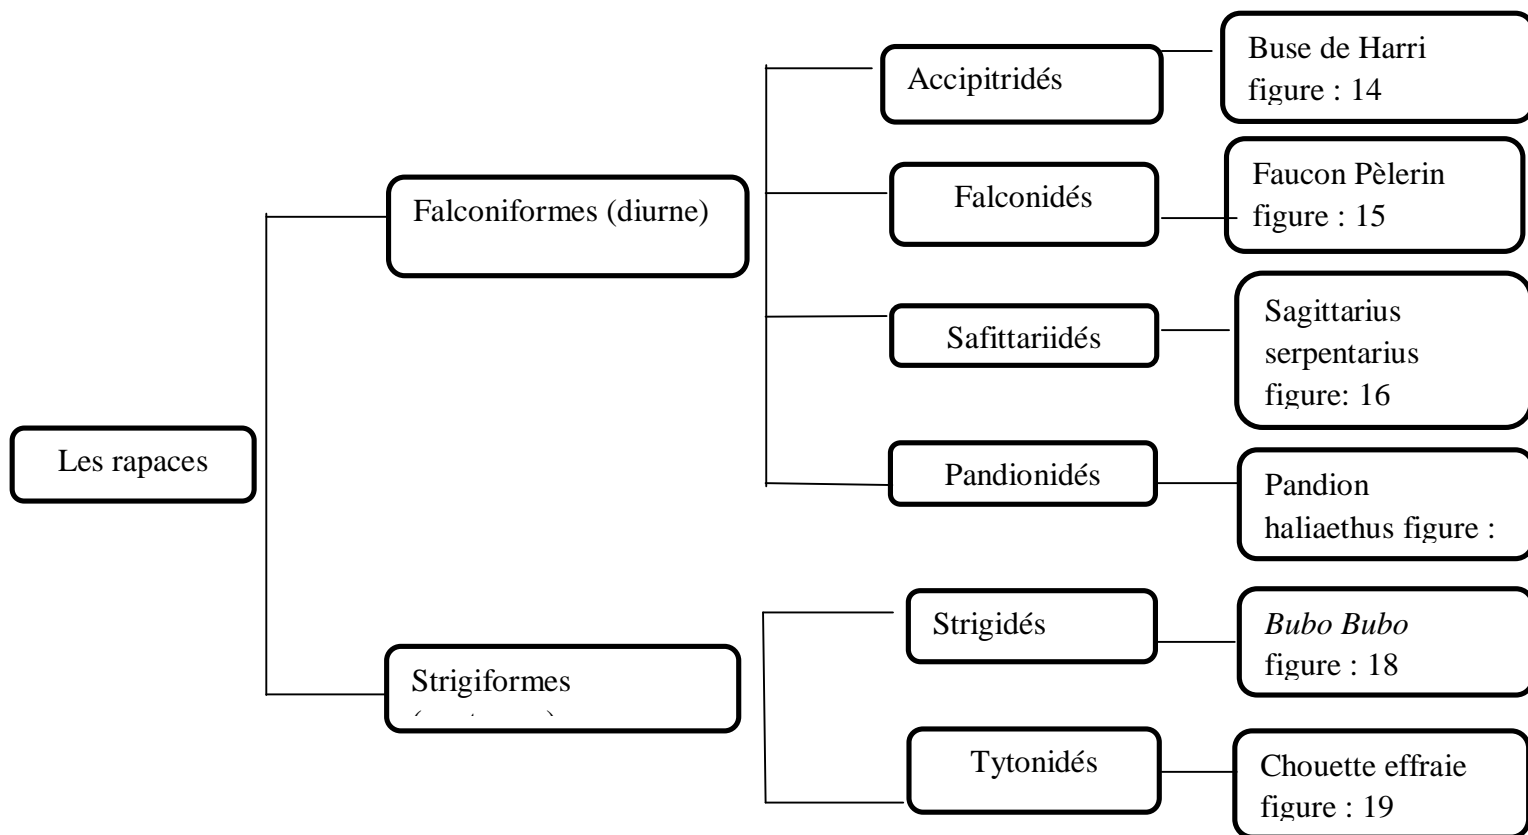 Les rapaces
Falconiformes (diurne)
Accipitridés
Buse de Harri
figure : 14
Falconidés
Faucon Pèlerin
figure : 15
Safittariidés
Sagittarius
serpentarius
figure: 16
Pandionidés
Pandion
haliaethus figure :
Strigiformes
Strigidés
Bubo Bubo
figure : 18
Tytonidés
Chouette effraie
figure : 19